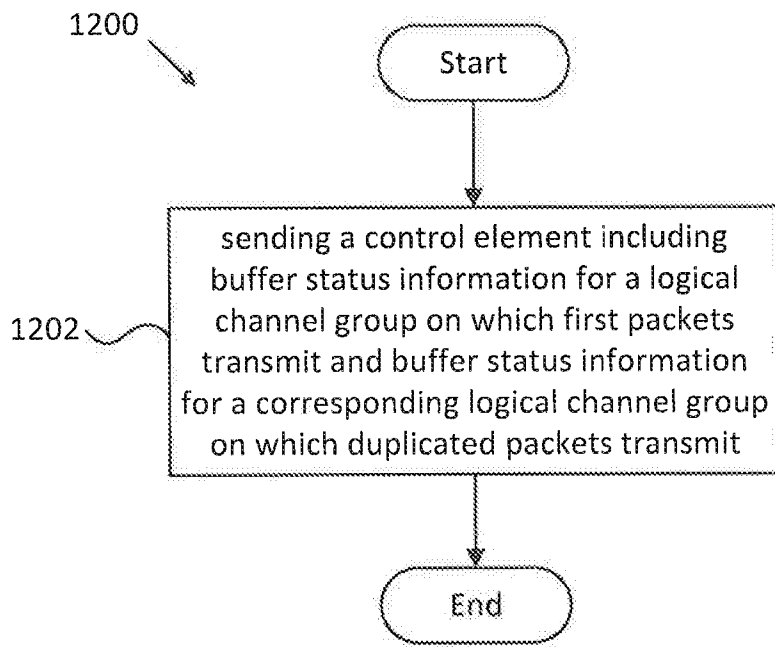 1200
Start
sending a control element including
buffer status information for a logical
channel group on which first packets
transmit and buffer status information
for a corresponding logical channel group
on which duplicated packets transmit
1202
End